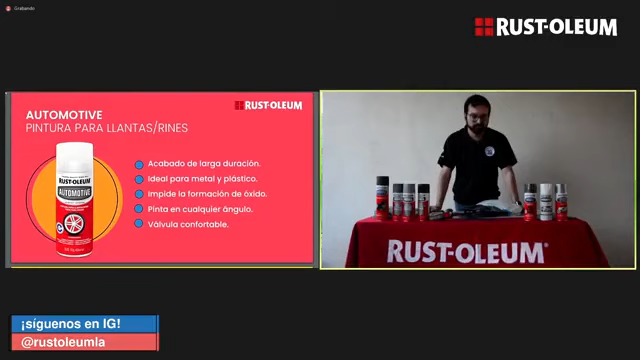 Grabando
RUST-OLEUM
RUST-OLEUM
AUTOMOTIVE
PINTURA PARA LLANTAS/RINES
Acabado de larga duración.
Ideal para metal y plástico.
Impide la formación de óxido.
Pinta en cualquier ángulo.
Válvula confortable.
RUST-OLEUM
AUTOMOTIVE
RUST-OLEUM
¡síguenos en IG!
@rustoleumla